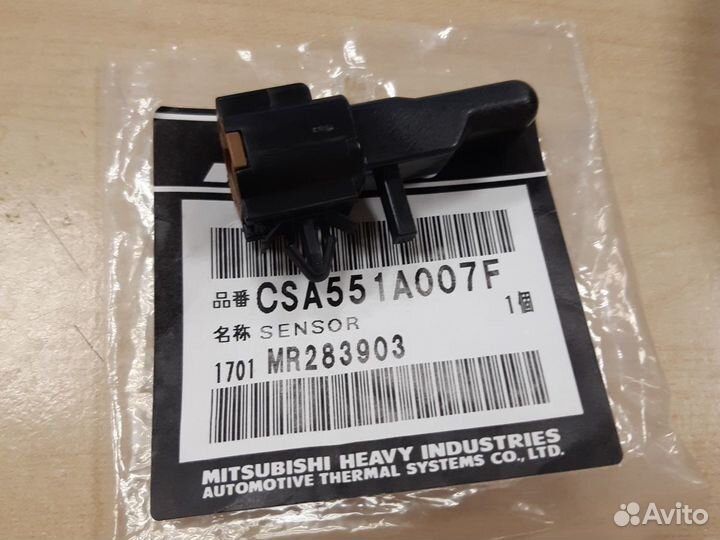 品番 CSA551A007F
名称 SENSOR 1個
1701 MR283903
MITSUBISHI HEAVY INDUSTRIES
AUTOMOTIVE THERMAL SYSTEMS CO., LTD.
Avito